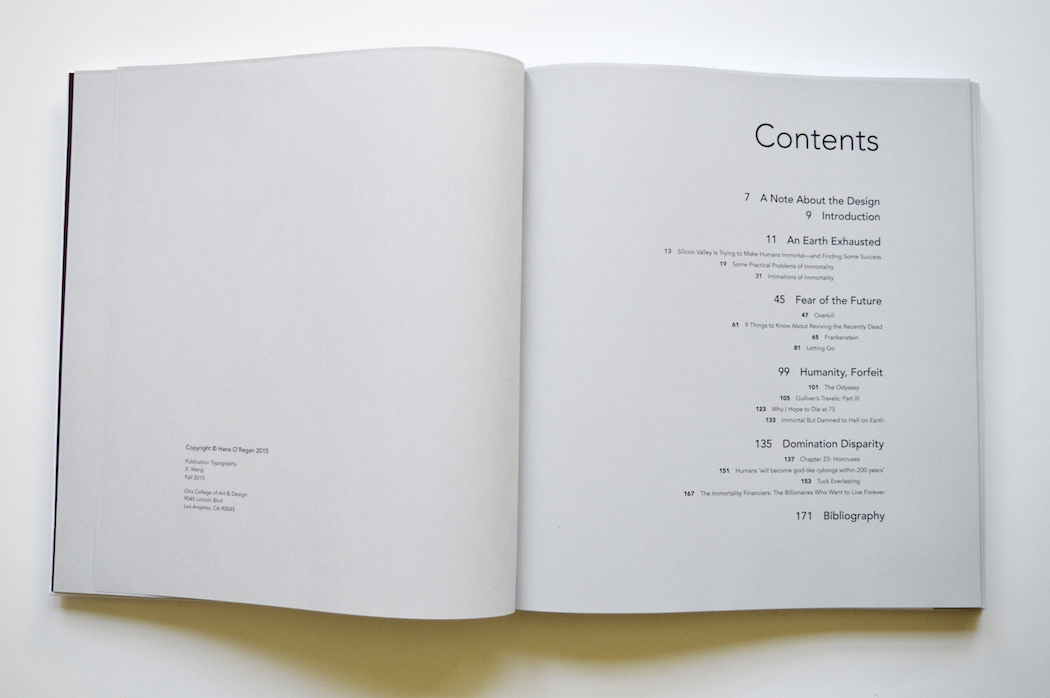 Copyright © Hana O'Regan 2015
Publication Typography
X. Weng
Fall 2015
Otis College of Art & Design
9045 Lincoln Blvd
Los Angeles, CA 90045
Contents
7 A Note About the Design
9 Introduction
11 An Earth Exhausted
13 Silicon Valley Is Trying to Make Humans Immortal—and Finding Some Success
19 Some Practical Problems of Immortality
31 Intimations of Immortality
45 Fear of the Future
47 Overkill
61 9 Things to Know About Reviving the Recently Dead
65 Frankenstein
81 Letting Go
99 Humanity, Forfeit
101 The Odyssey
105 Gulliver's Travels: Part III
123 Why I Hope to Die at 75
133 Immortal But Damned to Hell on Earth
135 Domination Disparity
137 Chapter 23: Horcruxes
151 Humans 'will become god-like cyborgs within 200 years'
153 Tuck Everlasting
167 The Immortality Financiers: The Billionaires Who Want to Live Forever
171 Bibliography